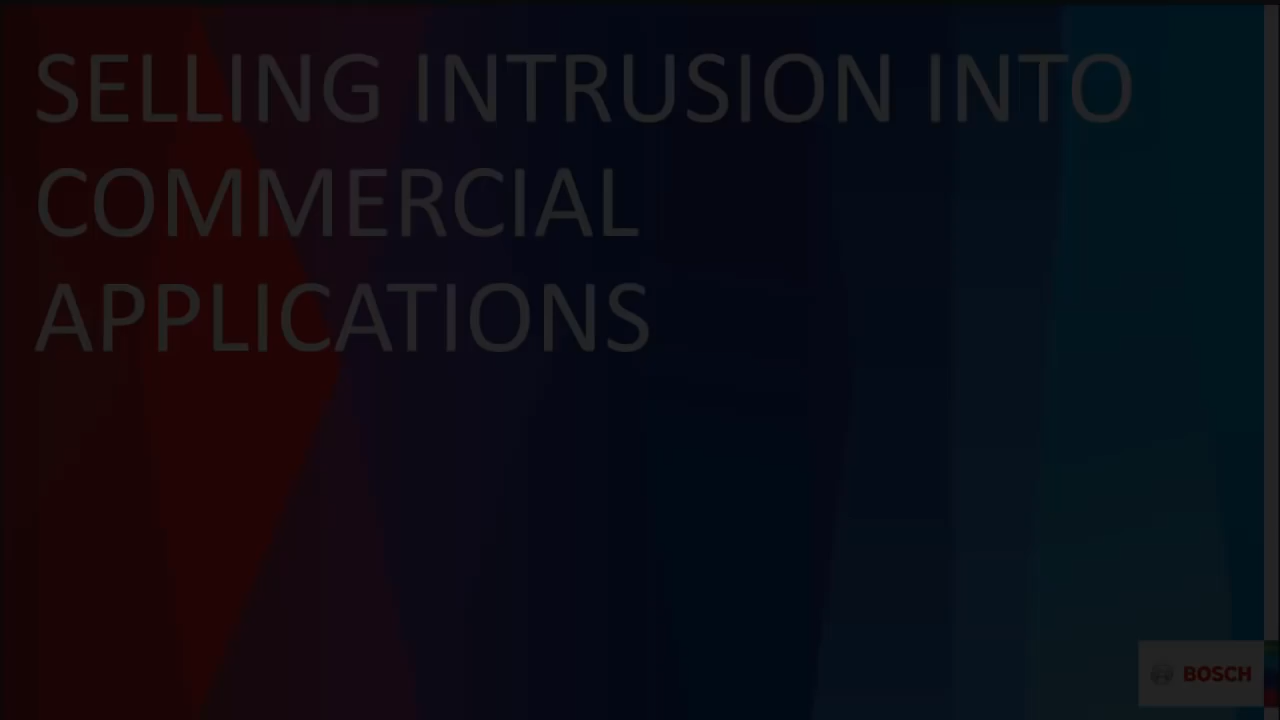 SELLING INTRUSION INTO
COMMERCIAL
APPLICATIONS
BOSCH